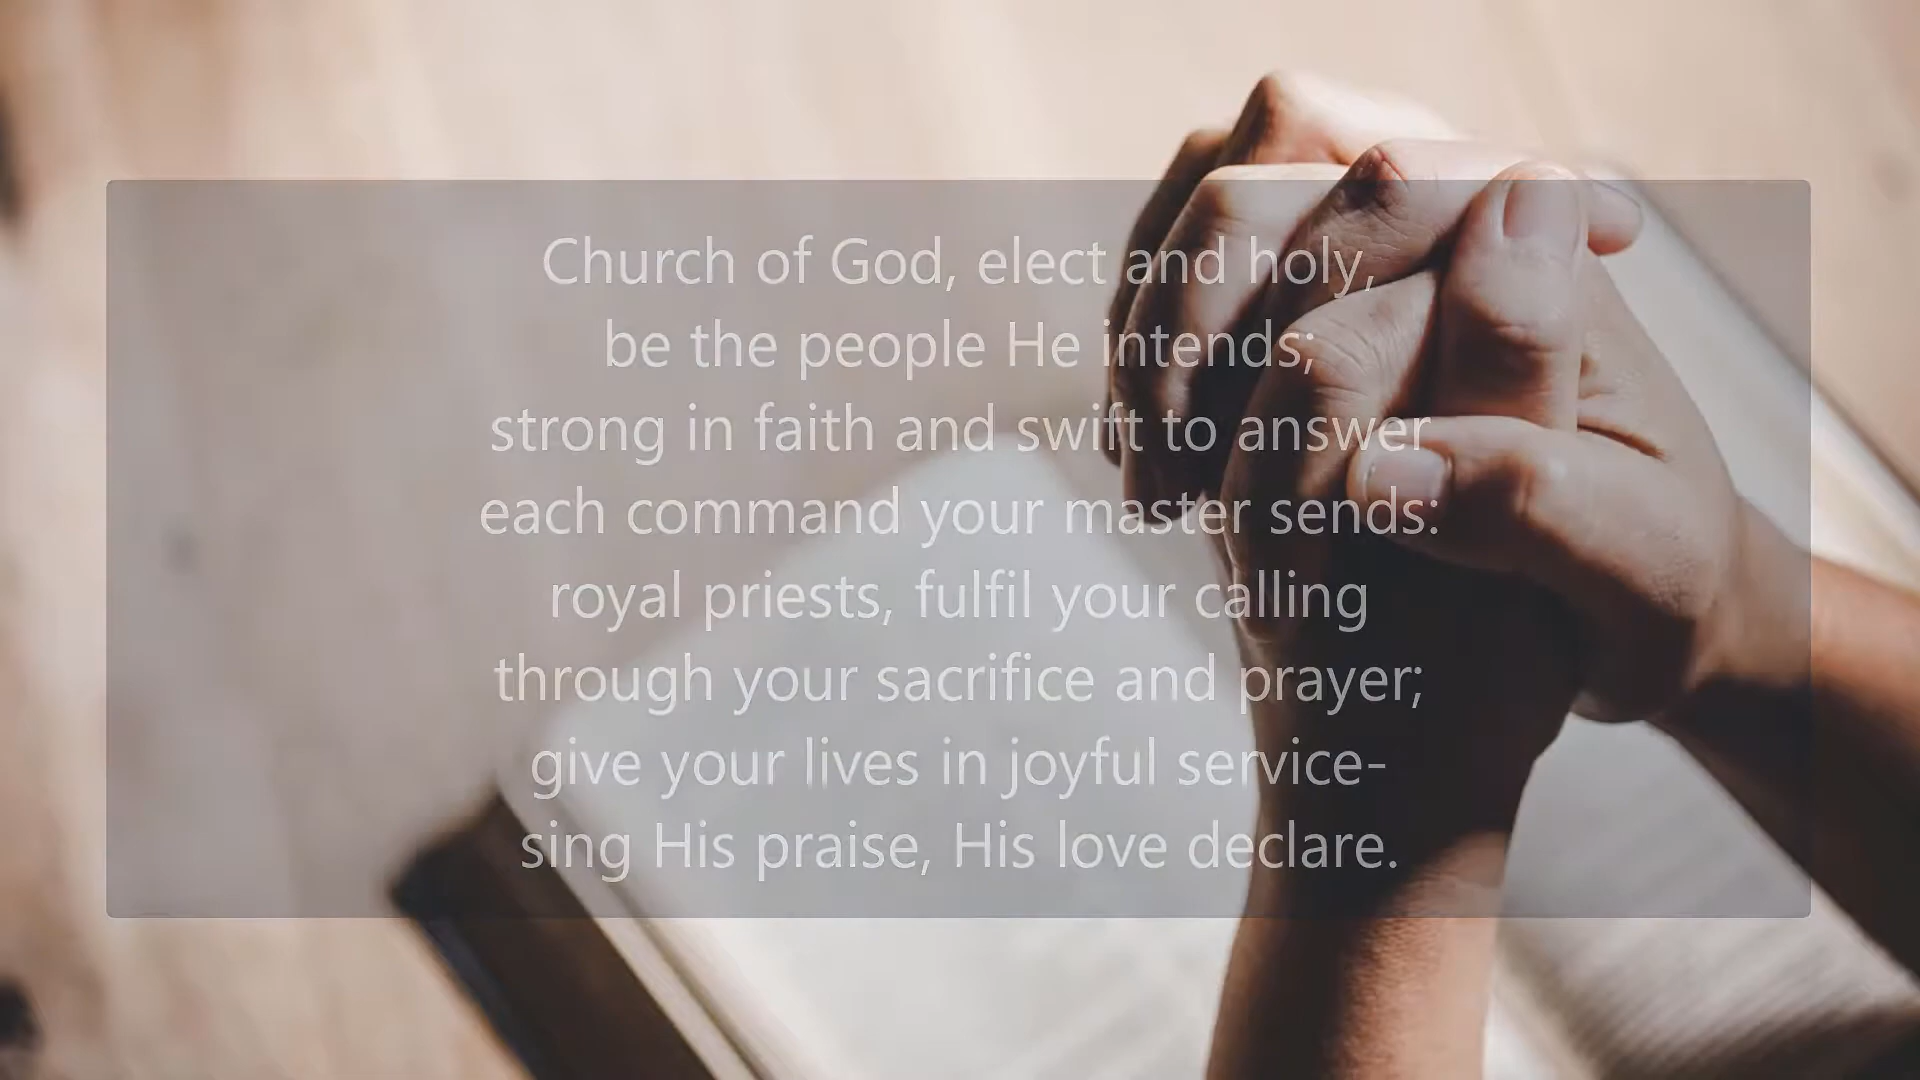 Church of God, elect and holy,
be the people He intends;
strong in faith and swift to answer
each command your master sends:
royal priests, fulfil your calling
through your sacrifice and prayer;
give your lives in joyful service-
sing His praise, His love declare.